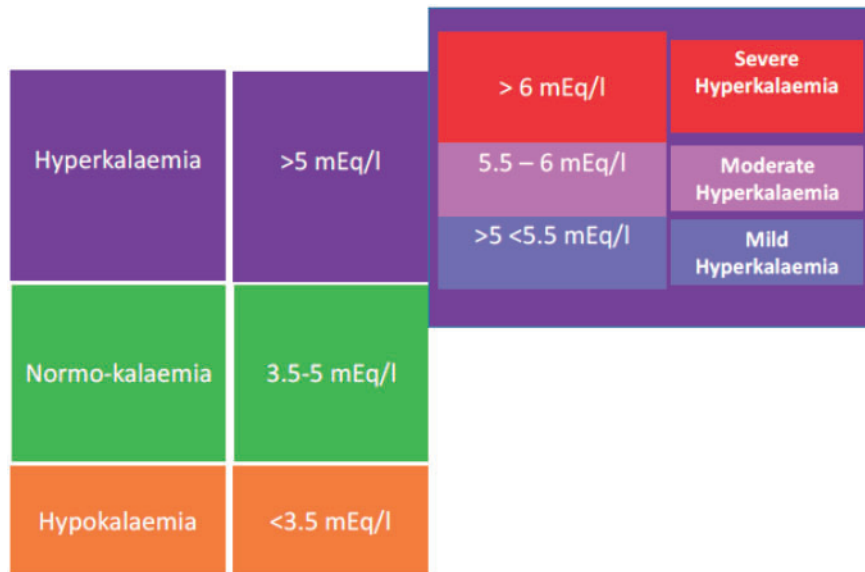 Hyperkalaemia
>5 mEq/l
> 6 mEq/l
Severe
Hyperkalaemia
5.5 – 6 mEq/l
Moderate
Hyperkalaemia
>5 <5.5 mEq/l
Mild
Hyperkalaemia
Normo-kalaemia
3.5-5 mEq/l
Hypokalaemia
<3.5 mEq/l